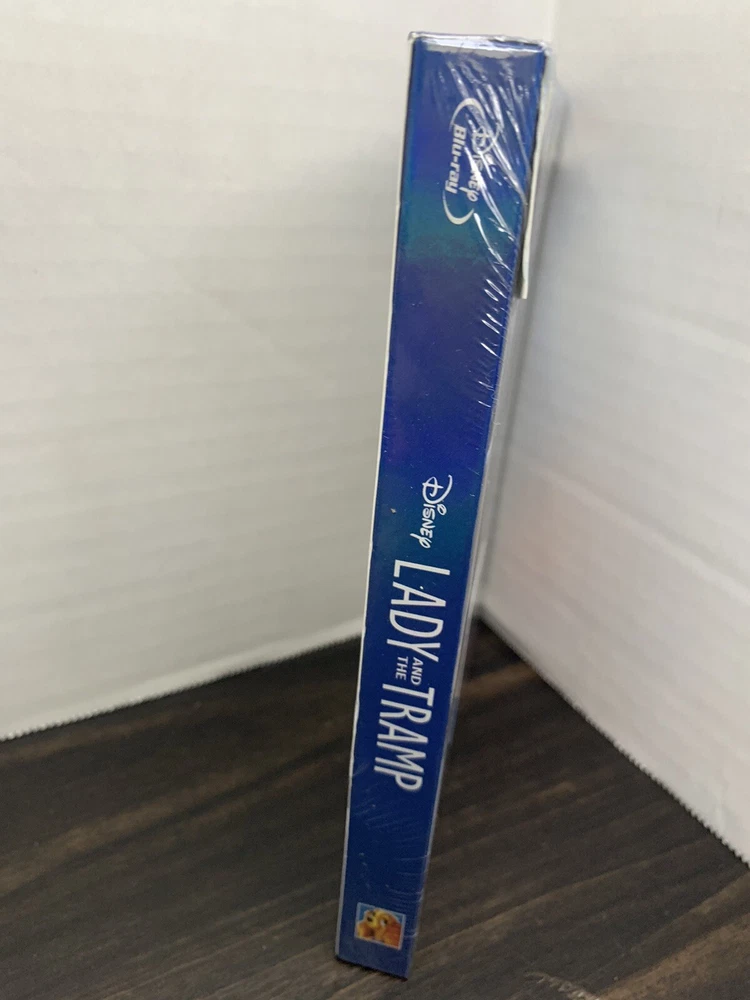 Disney
Blu-ray
Disney
LADY AND THE TRAMP